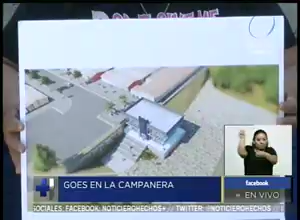 GOES EN LA CAMPANERA
facebook
EN VIVO
SOCIALES: FACEBOOK: NOTICIEROHECHOS+ // TWITTER: @NOTICIEROHECHOS